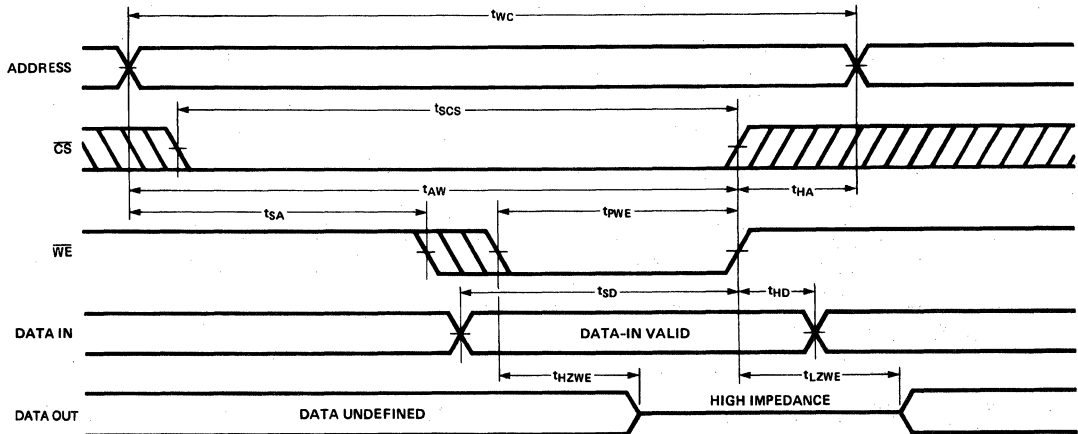 tWC
ADDRESS
tSCS
CS
tAW
tHA
tSA
tPWE
WE
tSD
tHD
DATA IN
DATA-IN VALID
tHZWE
tLZWE
HIGH IMPEDANCE
DATA OUT
DATA UNDEFINED